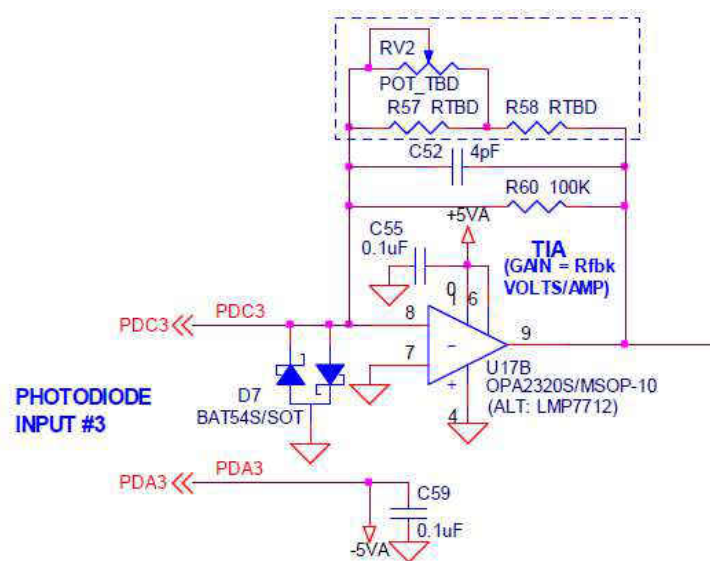 RV2
POT_TBD
R57 RTBD
R58 RTBD
C52
4pF
R60 100K
+5VA
C55
0.1uF
TIA
(GAIN = Rfbk
VOLTS/AMP)
0
1
6
PDC3
PDC3
8
9
7
−
+
U17B
OPA2320S/MSOP-10
(ALT: LMP7712)
4
D7
BAT54S/SOT
PHOTODIODE
INPUT #3
PDA3
PDA3
C59
0.1uF
-5VA